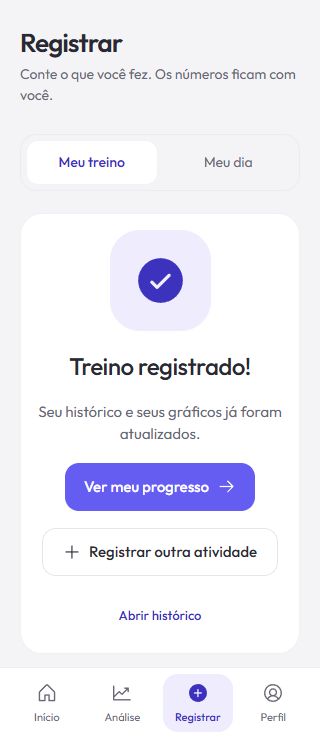 Registrar
Conte o que você fez. Os números ficam com
você.
Meu treino
Meu dia
Treino registrado!
Seu histórico e seus gráficos já foram
atualizados.
Ver meu progresso
Registrar outra atividade
Abrir histórico
Início
Análise
Registrar
Perfil